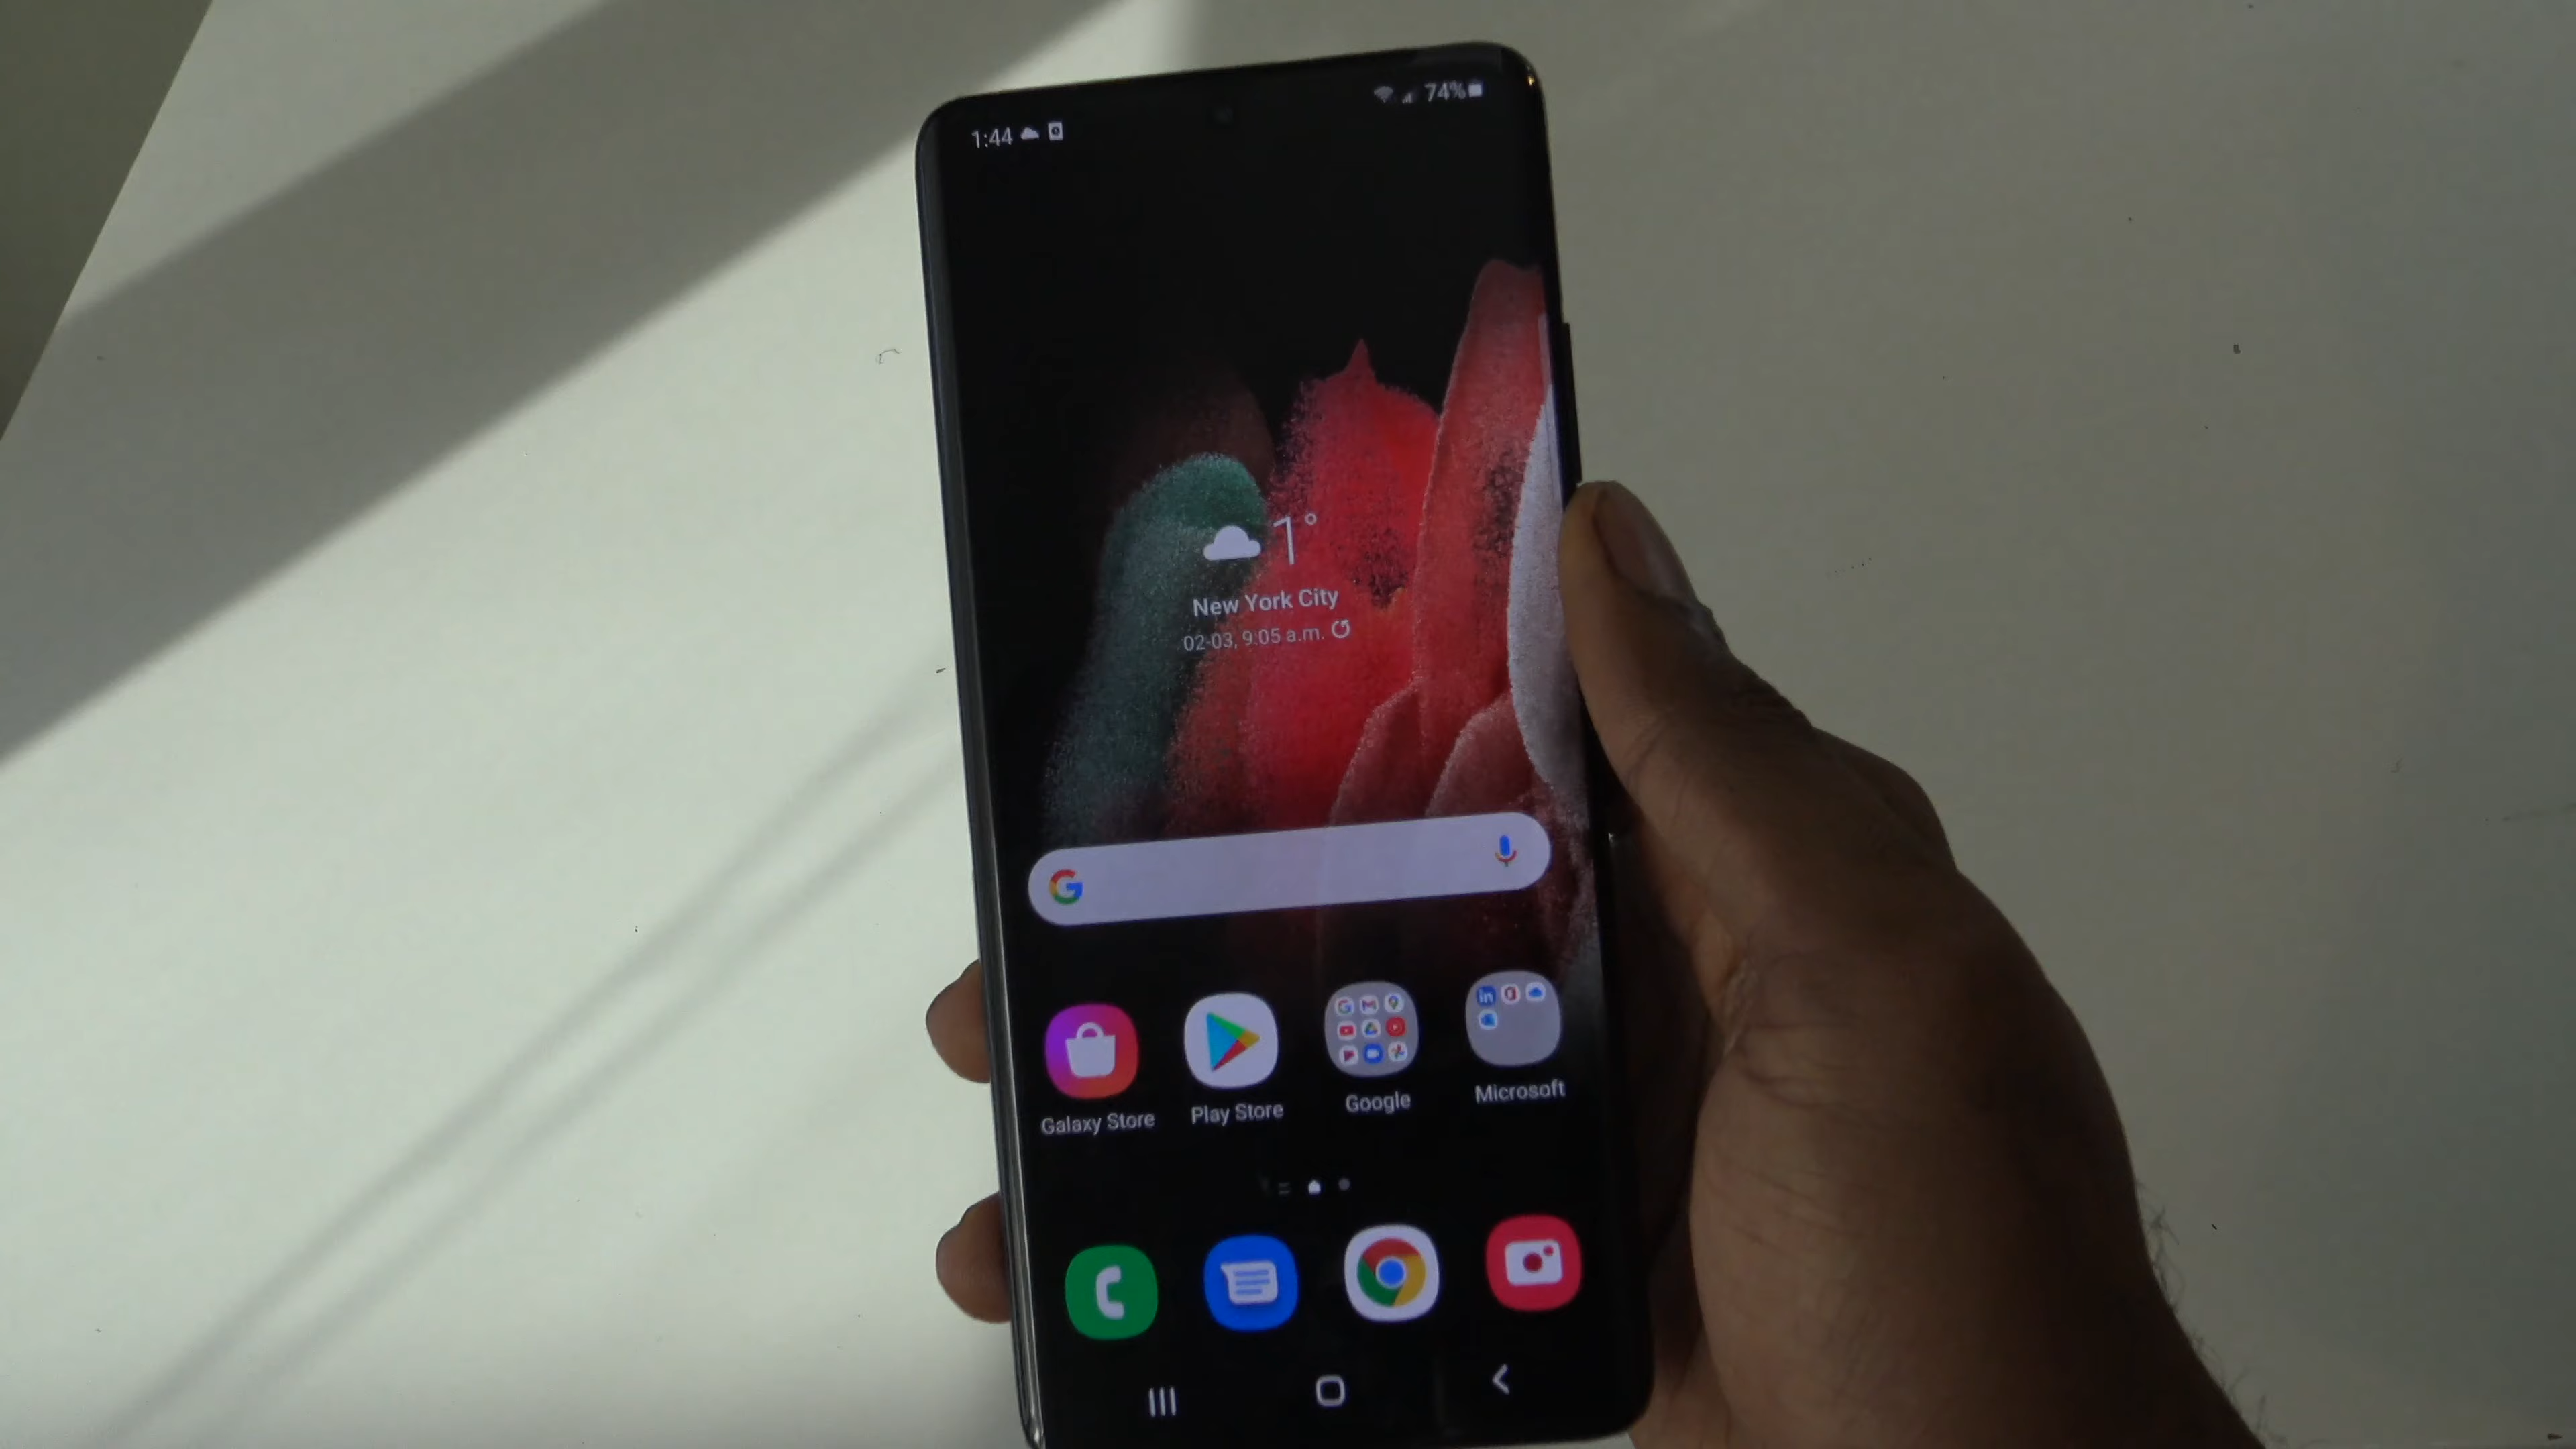 1:44
74%
1°
New York City
02-03, 9:05 a.m.
Galaxy Store
Play Store
Google
Microsoft